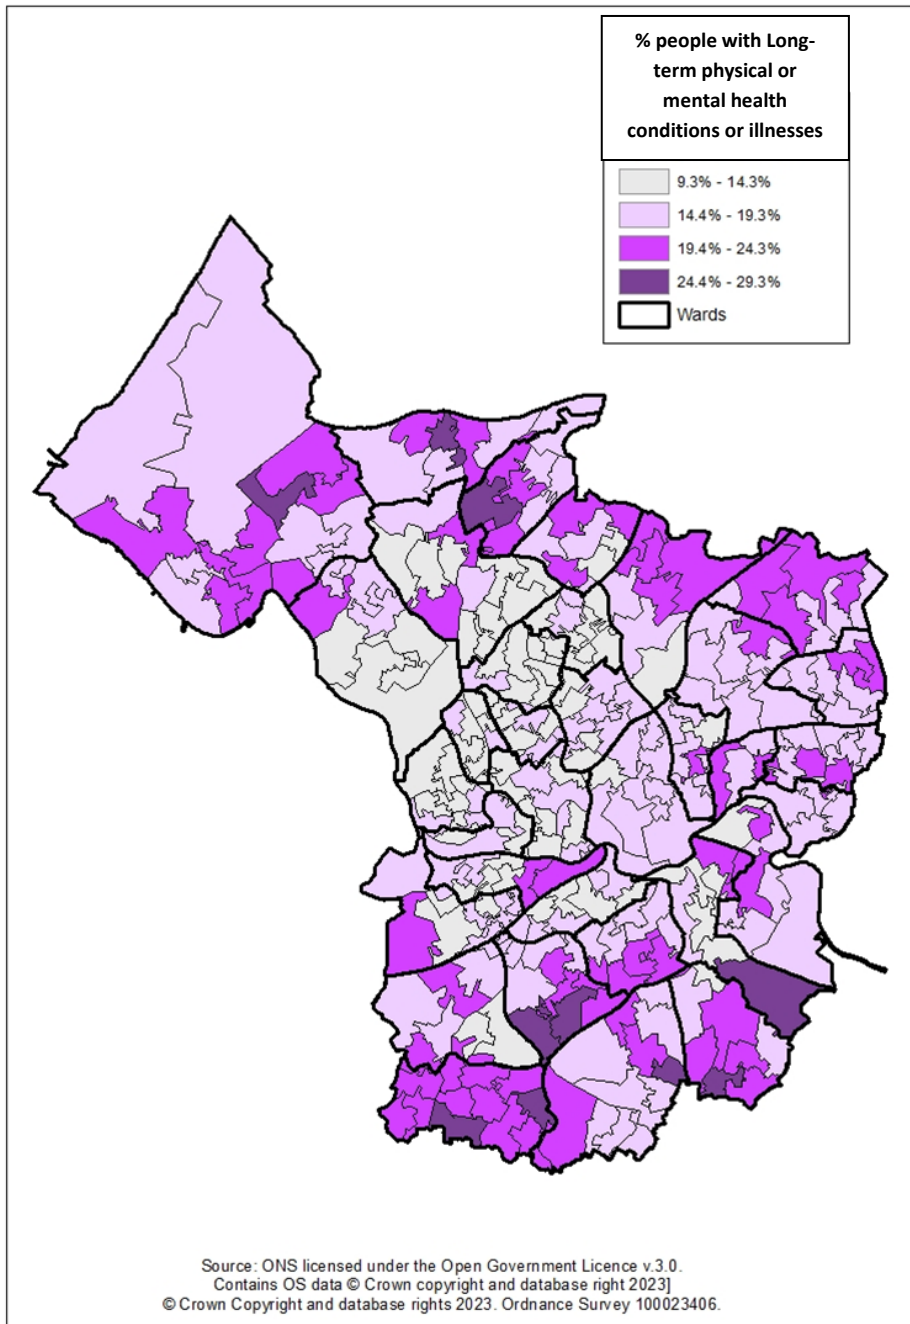 % people with Long-
term physical or
mental health
conditions or illnesses
9.3% - 14.3%
14.4% - 19.3%
19.4% - 24.3%
24.4% - 29.3%
Wards
Source: ONS licensed under the Open Government Licence v.3.0.
Contains OS data © Crown copyright and database right 2023]
© Crown Copyright and database rights 2023. Ordnance Survey 100023406.